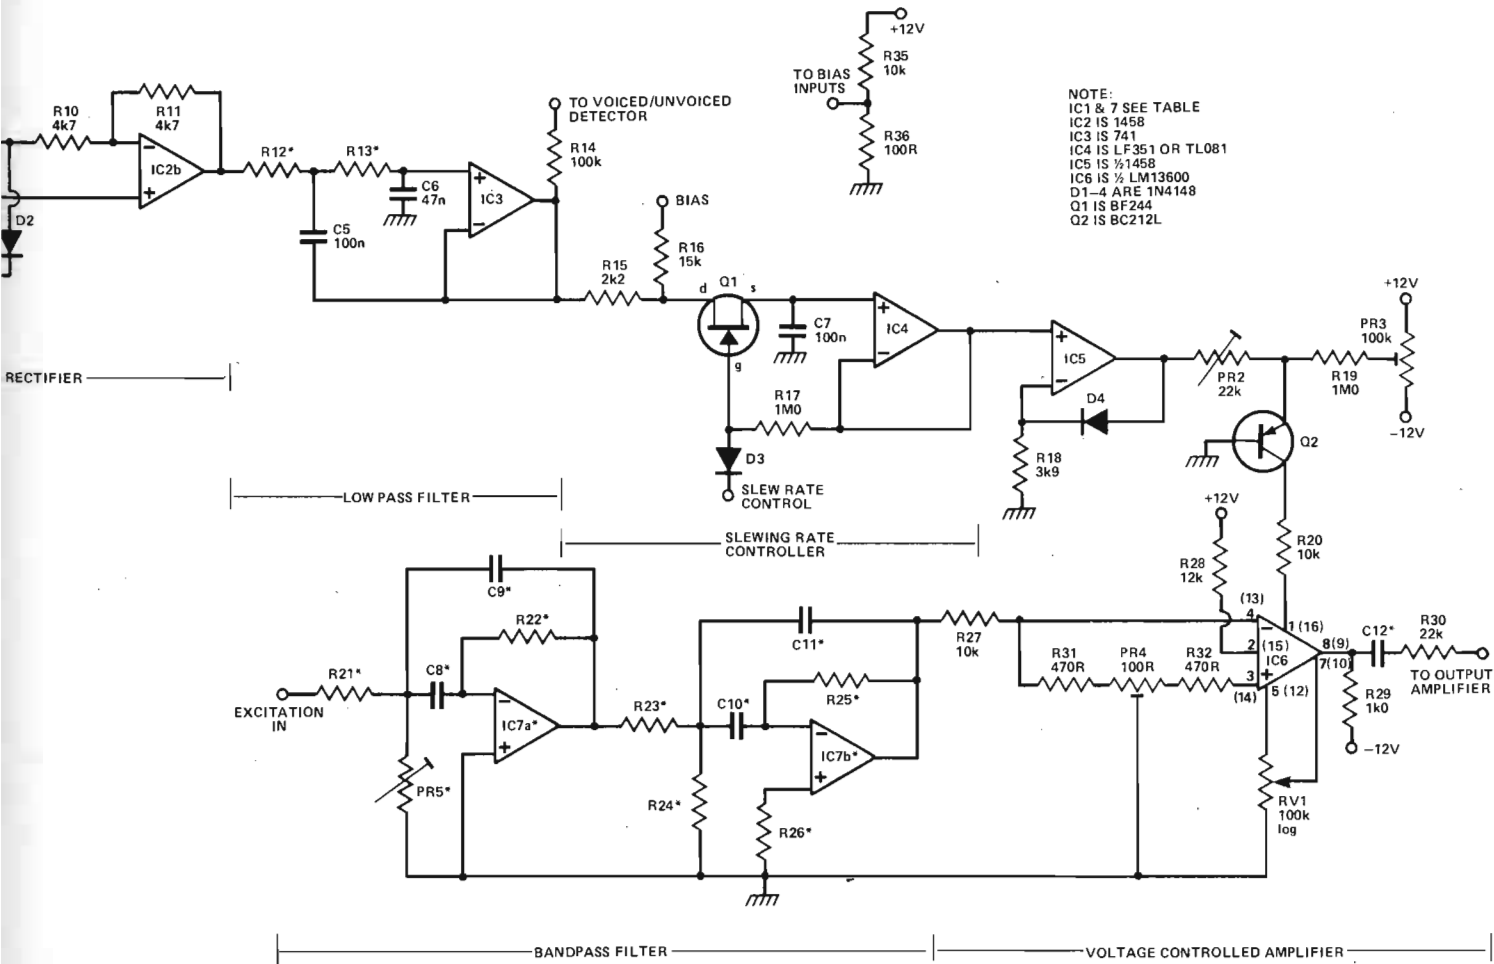 +12V
R35
10k
TO BIAS
INPUTS
R36
100R
NOTE:
IC1 & 7 SEE TABLE
IC2 IS 1458
IC3 IS 741
IC4 IS LF351 OR TL081
IC5 IS ½1458
IC6 IS ½ LM13600
D1–4 ARE 1N4148
Q1 IS BF244
Q2 IS BC212L
R10
4k7
R11
4k7
−
IC2b
+
D2
R12*
R13*
C5
100n
C6
47n
+
IC3
−
TO VOICED/UNVOICED
DETECTOR
R14
100k
BIAS
R15
2k2
R16
15k
Q1
d
s
g
C7
100n
+
IC4
−
R17
1M0
D3
SLEW RATE
CONTROL
+
IC5
−
D4
R18
3k9
PR2
22k
R19
1M0
+12V
PR3
100k
−12V
Q2
RECTIFIER
LOW PASS FILTER
SLEWING RATE
CONTROLLER
+12V
R28
12k
R20
10k
C9*
R22*
R21*
C8*
EXCITATION
IN
−
IC7a*
+
PR5*
R23*
R24*
C11*
C10*
R25*
−
IC7b*
+
R26*
R27
10k
R31
470R
PR4
100R
R32
470R
(13)
4
−
1 (16)
2
(15)
IC6
3
+
(14)
5 (12)
8(9)
7(10)
C12*
R30
22k
TO OUTPUT
AMPLIFIER
R29
1k0
−12V
RV1
100k
log
BANDPASS FILTER
VOLTAGE CONTROLLED AMPLIFIER